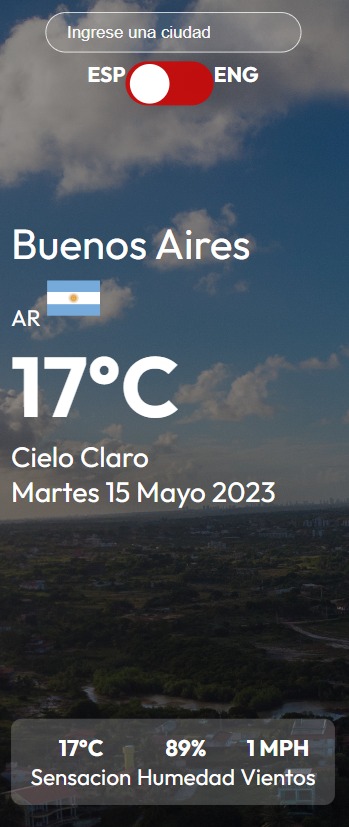 Ingrese una ciudad
ESP ENG
Buenos Aires
AR
17°C
Cielo Claro
Martes 15 Mayo 2023
17°C 89% 1 MPH
Sensacion Humedad Vientos